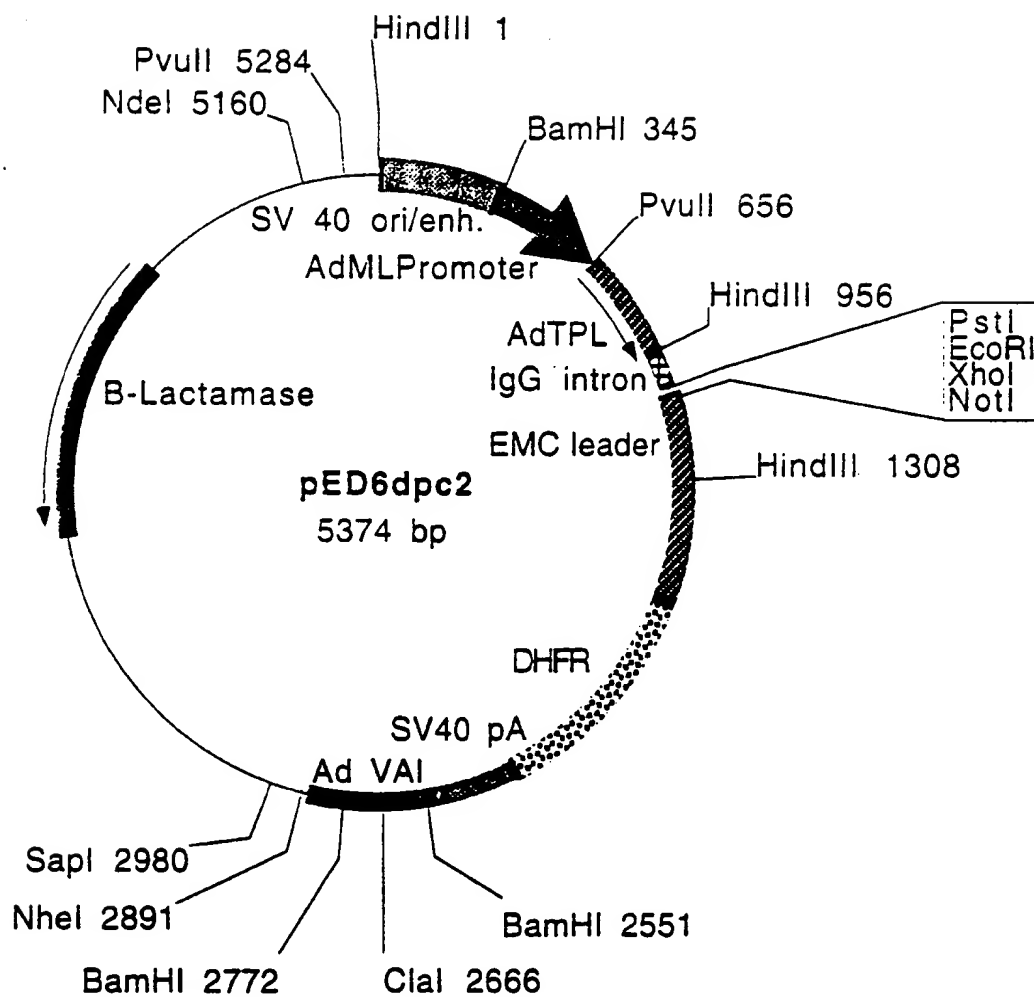 HindIII 1
PvuII 5284
NdeI 5160
BamHI 345
SV 40 ori/enh.
PvuII 656
AdMLPromoter
HindIII 956
AdTPL
PstI
EcoRI
XhoI
NotI
IgG intron
B-Lactamase
EMC leader
HindIII 1308
pED6dpc2
5374 bp
DHFR
SV40 pA
Ad VAI
SapI 2980
NheI 2891
BamHI 2551
BamHI 2772
ClaI 2666